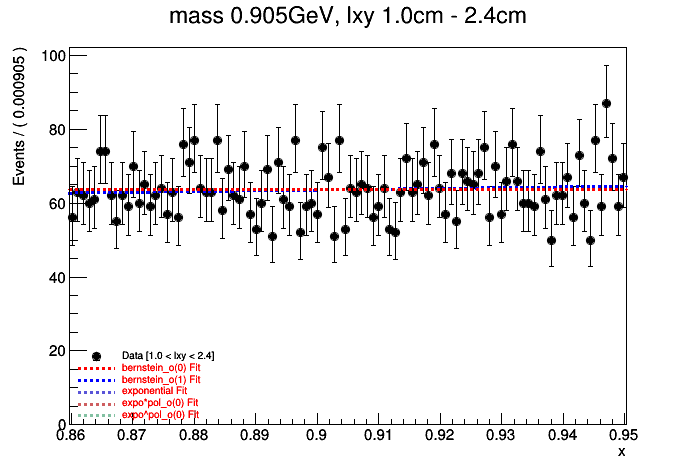 mass 0.905GeV, lxy 1.0cm - 2.4cm
Events / ( 0.000905 )
100
80
60
40
20
0
Data [1.0 < lxy < 2.4]
bernstein_o(0) Fit
bernstein_o(1) Fit
exponential Fit
expo*pol_o(0) Fit
expo^pol_o(0) Fit
0.86 0.87 0.88 0.89 0.9 0.91 0.92 0.93 0.94 0.95
x